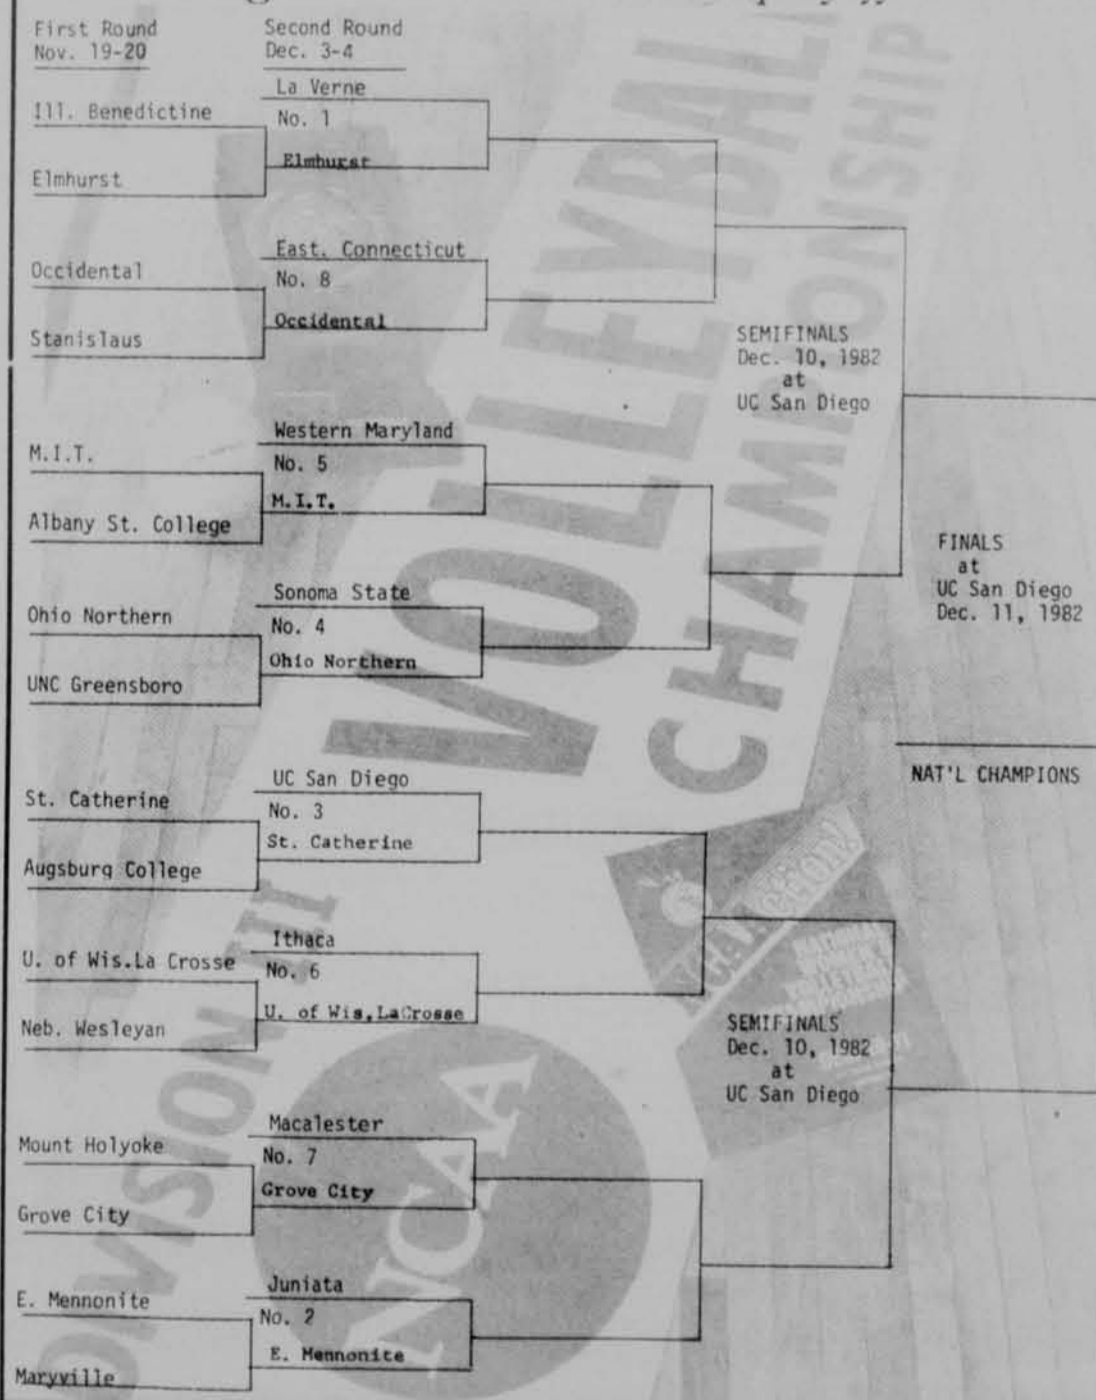 First Round
Nov. 19-20
Second Round
Dec. 3-4
La Verne
Ill. Benedictine
No. 1
Elmhurst
Elmhurst
East. Connecticut
Occidental
No. 8
Occidental
Stanislaus
SEMIFINALS
Dec. 10, 1982
at
UC San Diego
Western Maryland
M.I.T.
No. 5
M.I.T.
Albany St. College
FINALS
at
UC San Diego
Dec. 11, 1982
Sonoma State
Ohio Northern
No. 4
Ohio Northern
UNC Greensboro
UC San Diego
St. Catherine
No. 3
St. Catherine
Augsburg College
NAT'L CHAMPIONS
Ithaca
U. of Wis.La Crosse
No. 6
U. of Wis.LaCrosse
Neb. Wesleyan
SEMIFINALS
Dec. 10, 1982
at
UC San Diego
Macalester
Mount Holyoke
No. 7
Grove City
Grove City
Juniata
E. Mennonite
No. 2
E. Mennonite
Maryville
DIVISION III
VOLLEYBALL
CHAMPIONSHIP
NCAA